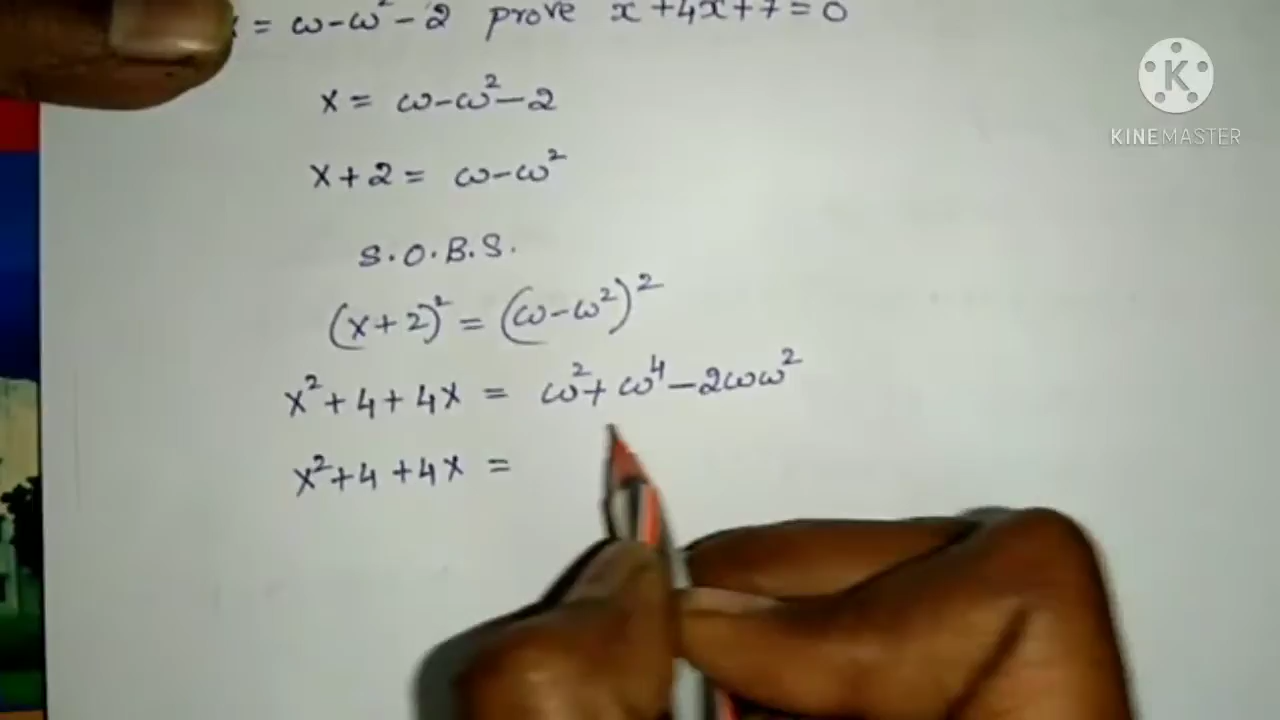 = ω-ω²-2 prove x+4x+7=0
x = ω-ω²-2
x+2 = ω-ω²
S.O.B.S.
(x+2)² = (ω-ω²)²
x²+4+4x = ω²+ω⁴-2ωω²
x²+4+4x =
K
KINEMASTER